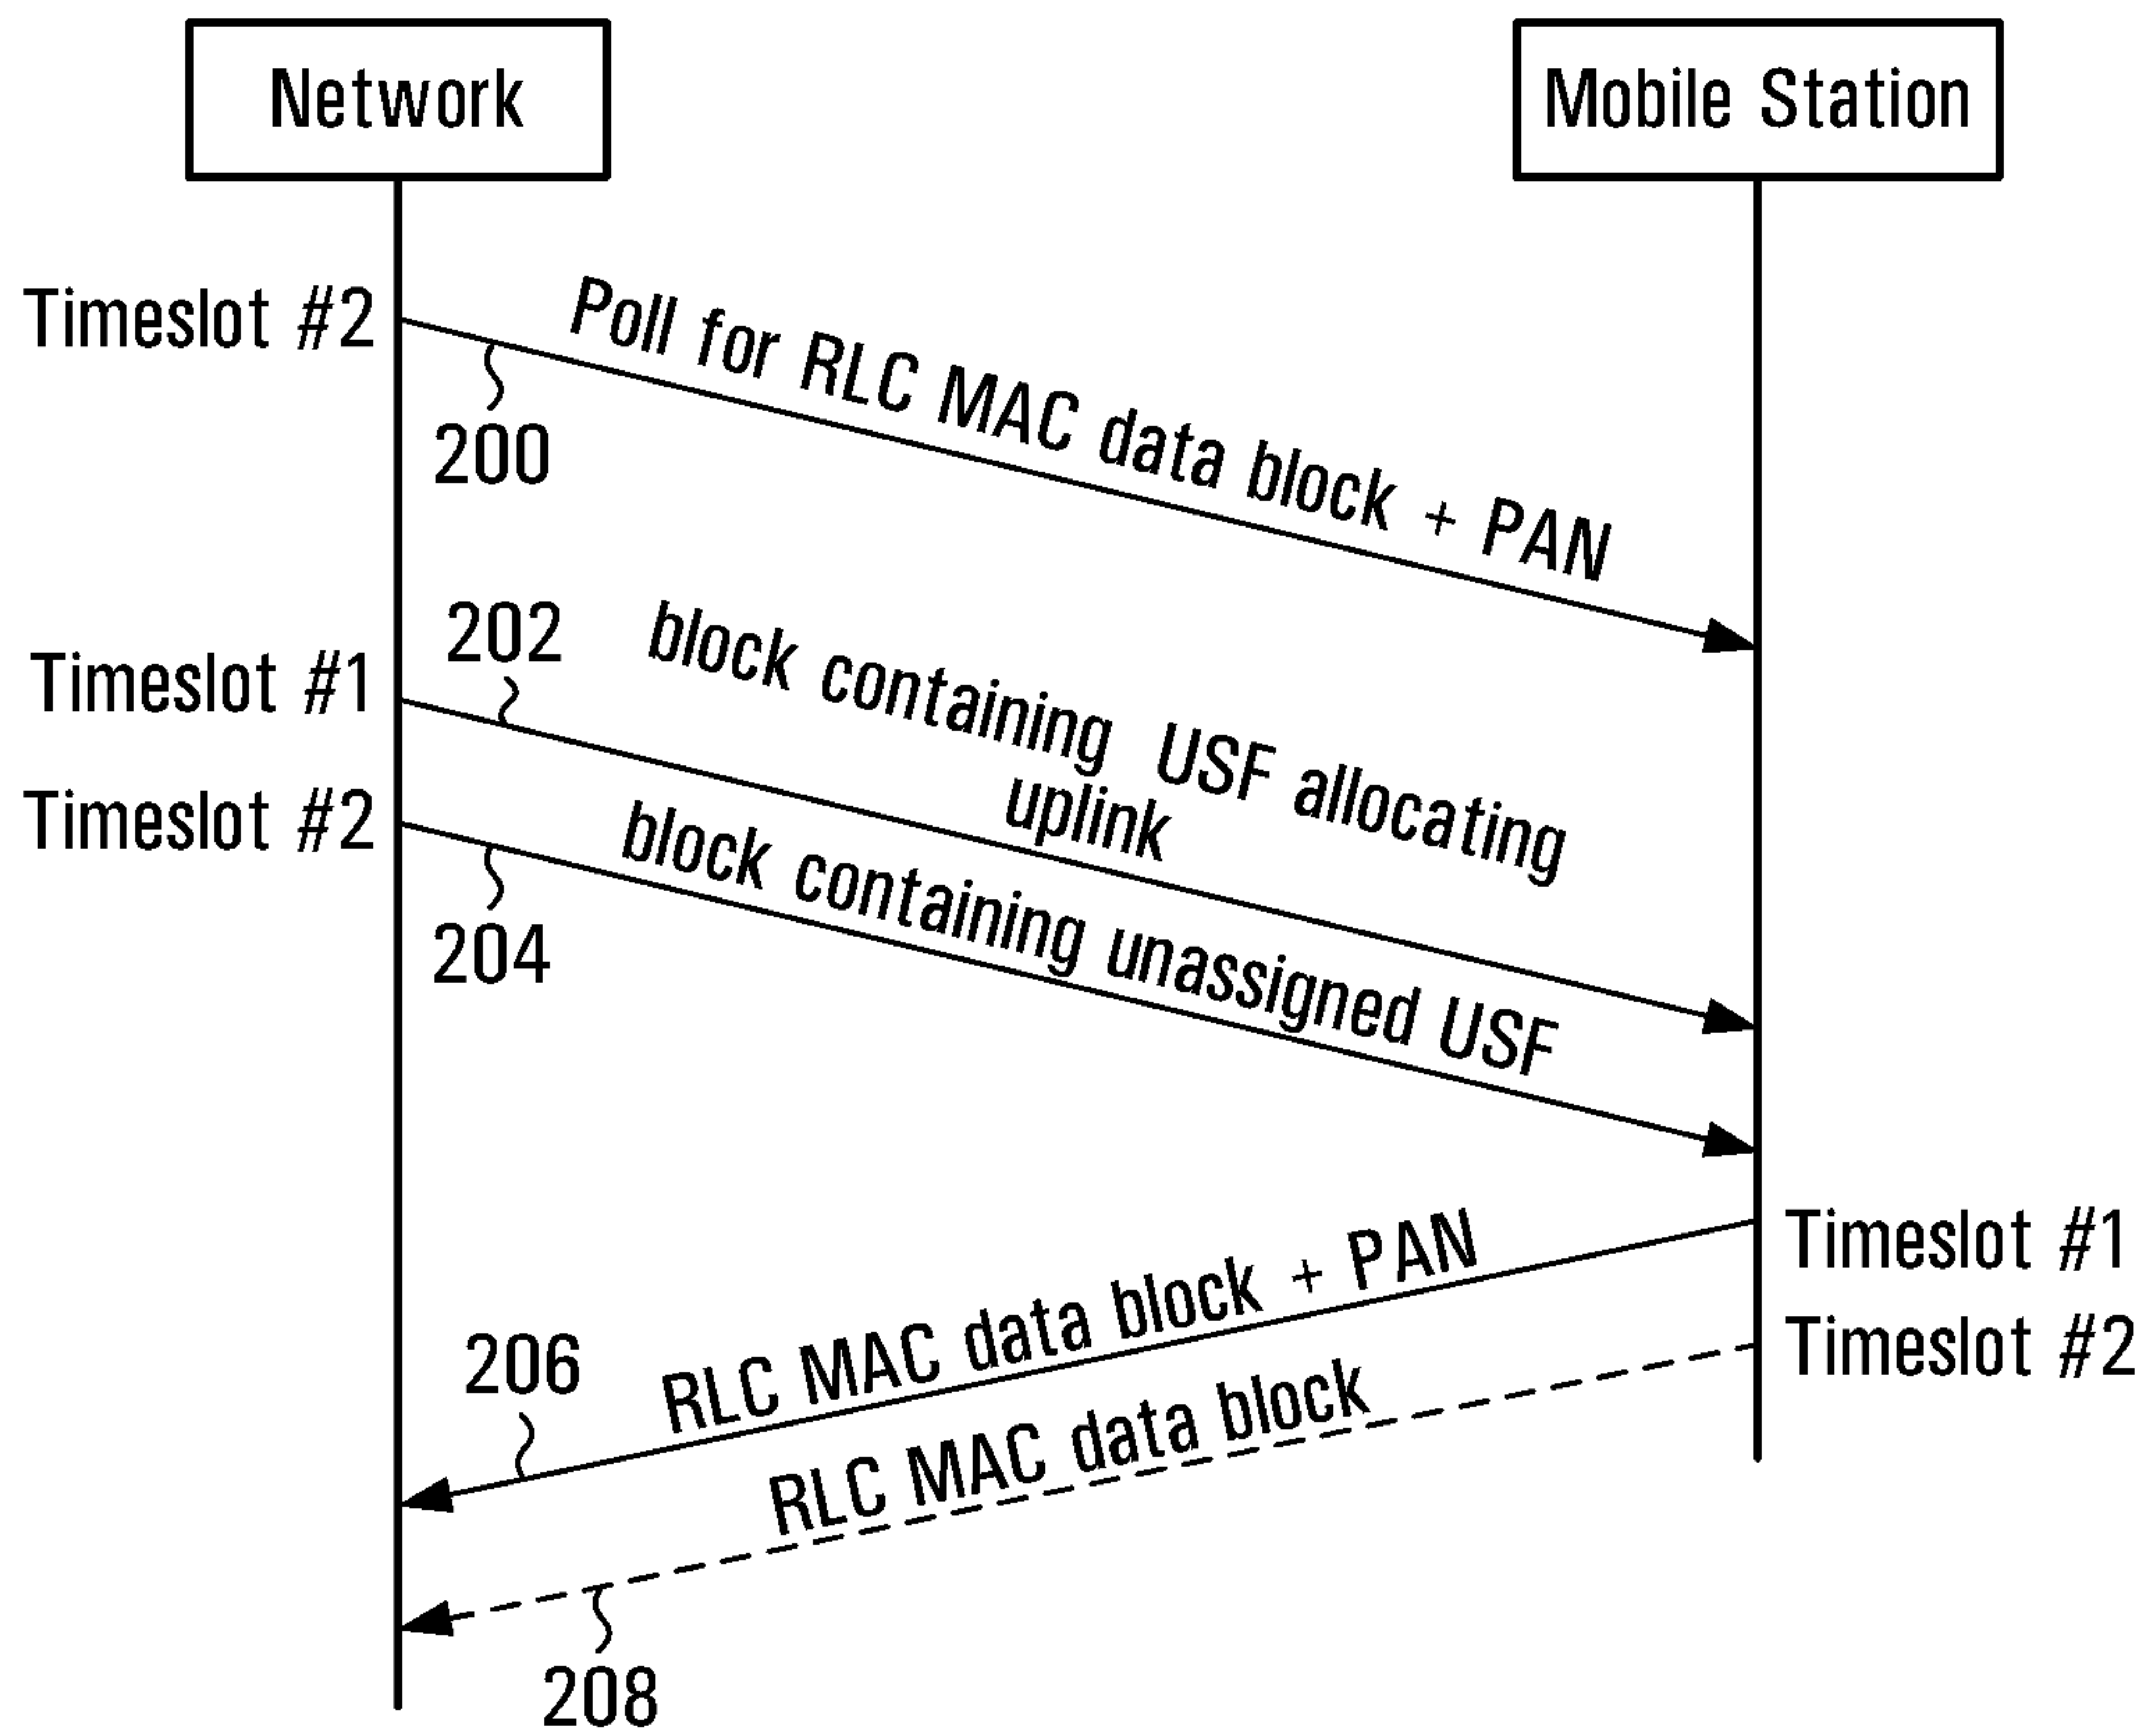 Network
Mobile Station
Timeslot #2
Poll for RLC MAC data block + PAN
200
202
block containing USF allocating
uplink
Timeslot #1
Timeslot #2
block containing unassigned USF
204
Timeslot #1
RLC MAC data block + PAN
206
Timeslot #2
RLC MAC data block
208